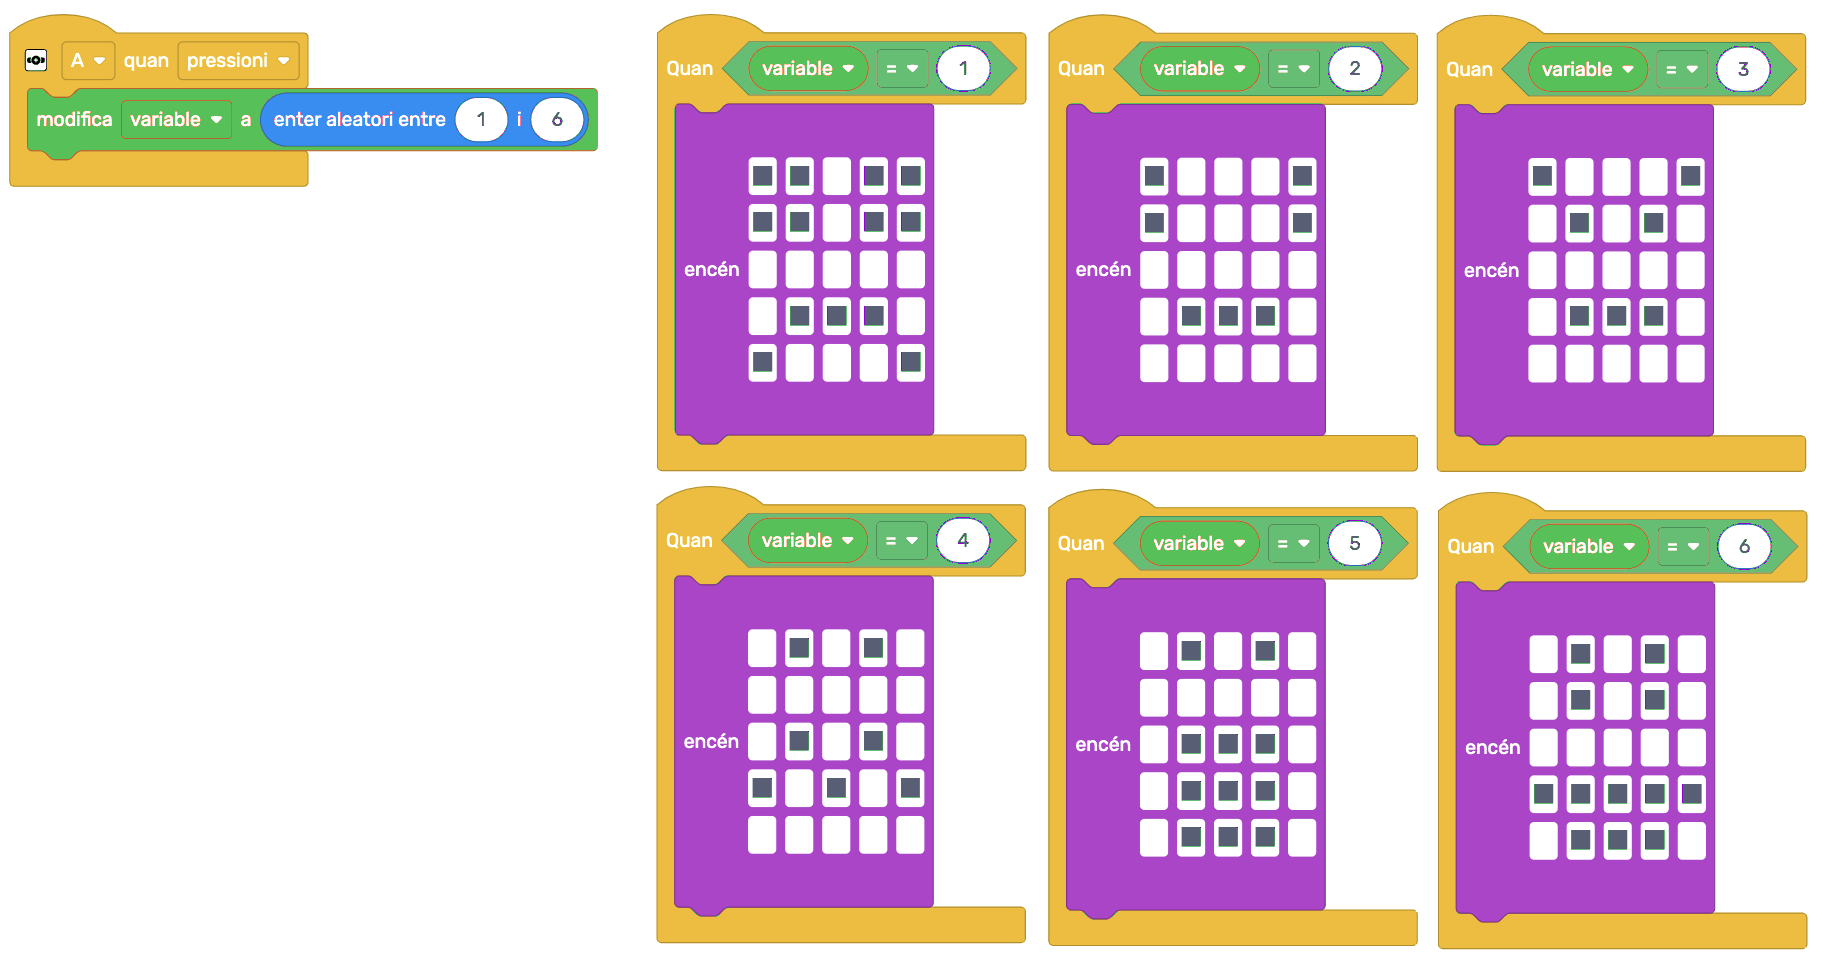 A quan pressioni
modifica variable a enter aleatori entre 1 i 6
Quan variable = 1
encén
Quan variable = 2
encén
Quan variable = 3
encén
Quan variable = 4
encén
Quan variable = 5
encén
Quan variable = 6
encén